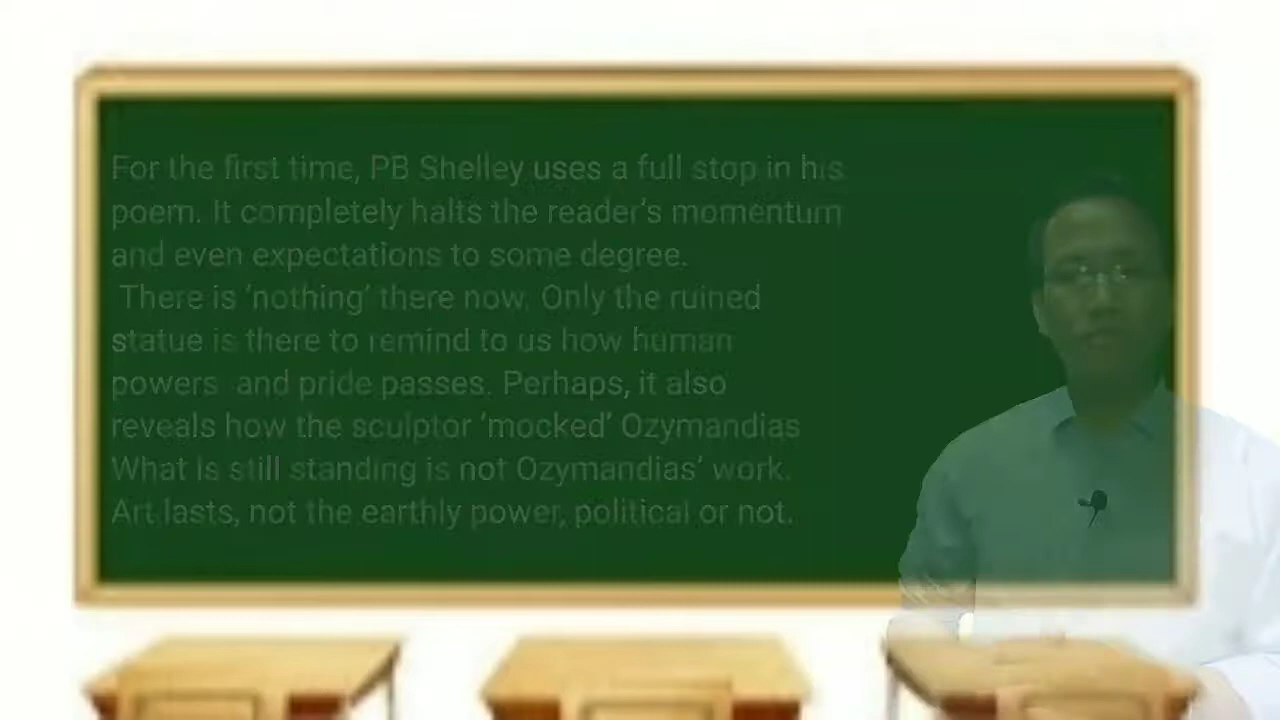 For the first time, PB Shelley uses a full stop in his
poem. It completely halts the reader's momentum
and even expectations to some degree.
There is ‘nothing’ there now. Only the ruined
statue is there to remind to us how human
powers and pride passes. Perhaps, it also
reveals how the sculptor ‘mocked’ Ozymandias
What is still standing is not Ozymandias’ work.
Art lasts, not the earthly power, political or not.